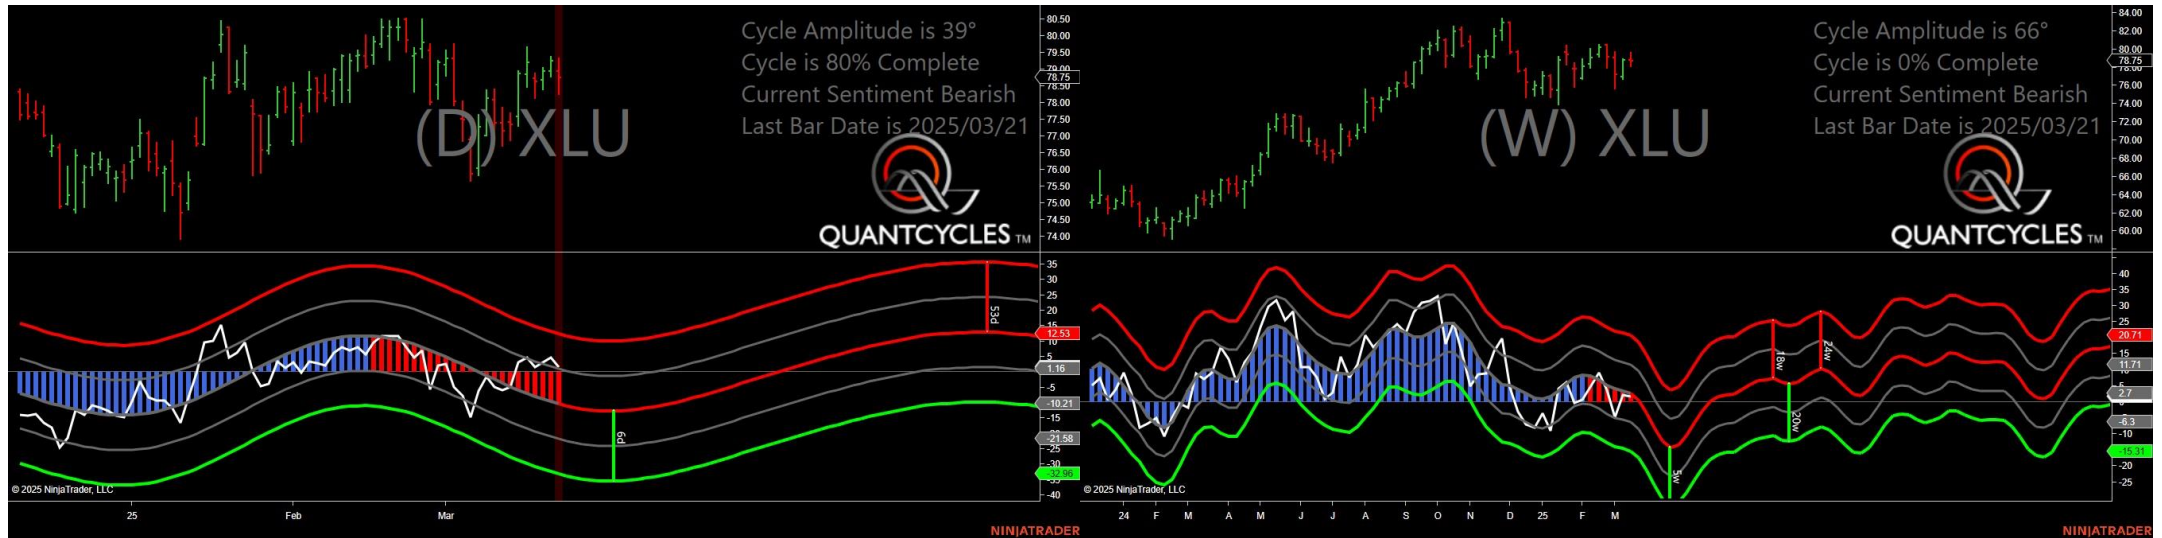 Cycle Amplitude is 39°
Cycle is 80% Complete
Current Sentiment Bearish
Last Bar Date is 2025/03/21
(D) XLU
QUANTCYCLES TM
80.50
80.00
79.50
79.00
78.75
78.50
78.00
77.50
77.00
76.50
76.00
75.50
75.00
74.50
74.00
35
30
25
20
15
12.53
10
5
1.16
-5
-10.21
-15
-21.58
-25
-30
-32.96
-40
53d
6d
© 2025 NinjaTrader, LLC
25 Feb Mar
NINJATRADER
Cycle Amplitude is 66°
Cycle is 0% Complete
Current Sentiment Bearish
Last Bar Date is 2025/03/21
(W) XLU
QUANTCYCLES TM
84.00
82.00
80.00
78.75
78.00
76.00
74.00
72.00
70.00
68.00
66.00
64.00
62.00
60.00
40
35
30
25
20.71
15
11.71
2.7
-6.3
-10
-15.31
-20
-25
18w
24w
20w
5w
© 2025 NinjaTrader, LLC
24 F M A M J J A S O N D 25 F M
NINJATRADER